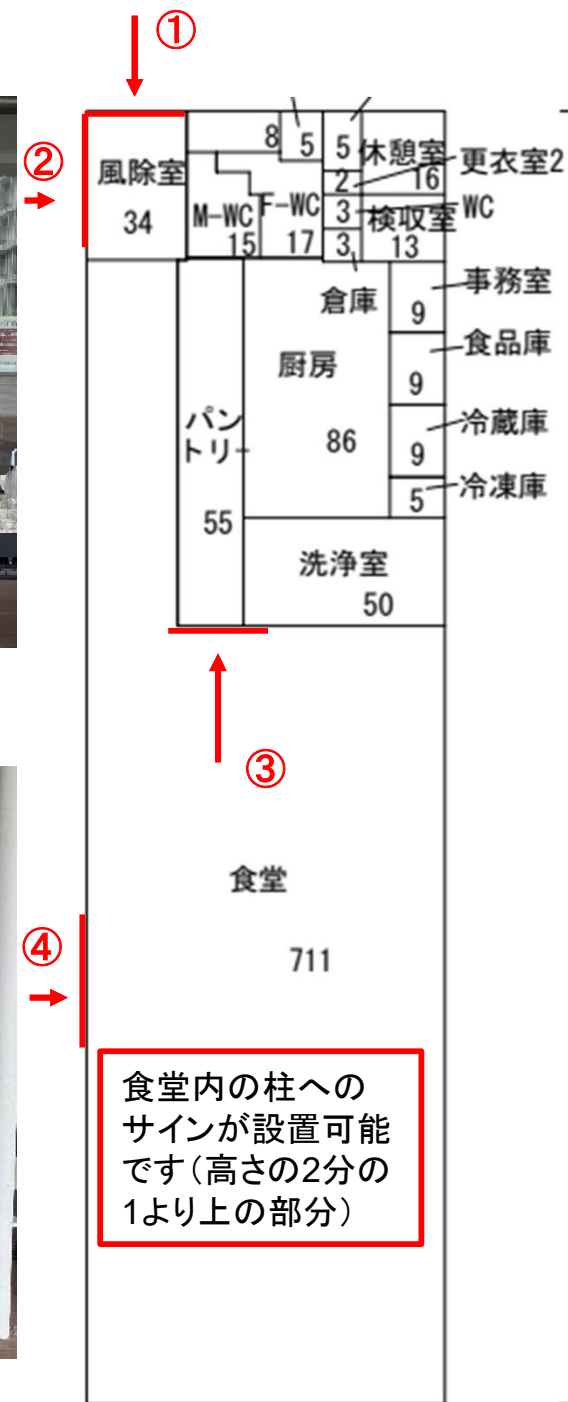 ①
②
風除室
34
8
5
5
休憩室
16
更衣室2
2
M-WC
15
F-WC
17
3
検収室
13
WC
3
倉庫
9
事務室
厨房
86
9
食品庫
パン
トリー
55
9
冷蔵庫
5
冷凍庫
洗浄室
50
③
食堂
711
④
食堂内の柱への
サインが設置可能
です（高さの2分の
1より上の部分）